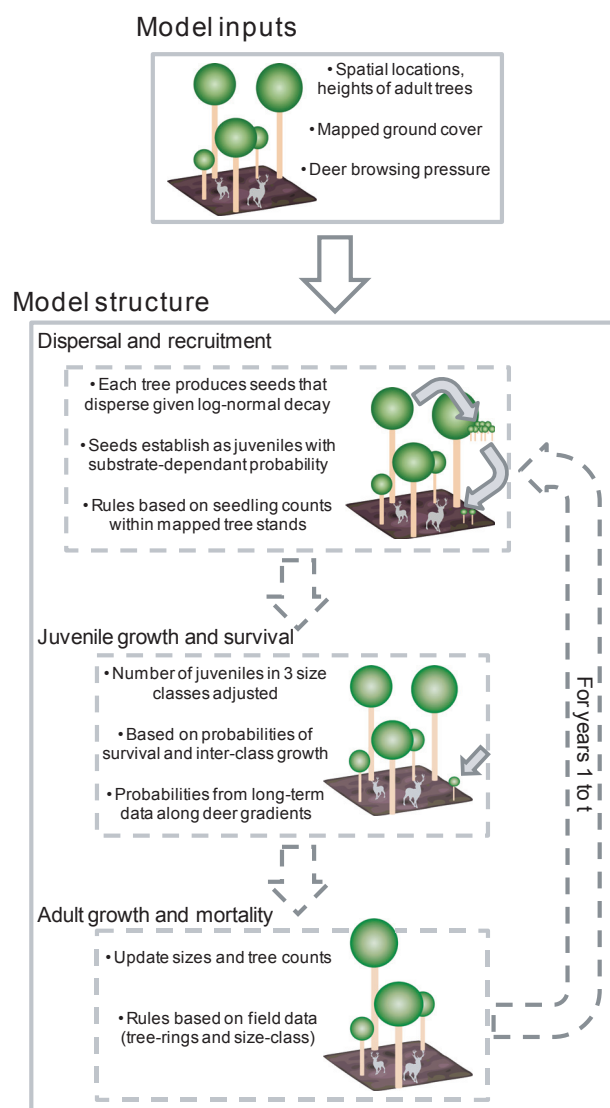 Model inputs
• Spatial locations,
heights of adult trees
• Mapped ground cover
• Deer browsing pressure
Model structure
Dispersal and recruitment
• Each tree produces seeds that
disperse given log-normal decay
• Seeds establish as juveniles with
substrate-dependant probability
• Rules based on seedling counts
within mapped tree stands
Juvenile growth and survival
• Number of juveniles in 3 size
classes adjusted
• Based on probabilities of
survival and inter-class growth
• Probabilities from long-term
data along deer gradients
For years 1 to t
Adult growth and mortality
• Update sizes and tree counts
• Rules based on field data
(tree-rings and size-class)